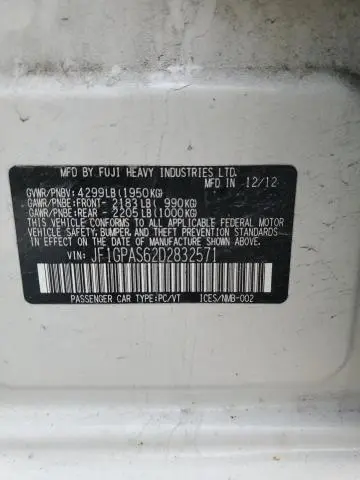 MFD BY FUJI HEAVY INDUSTRIES LTD.
MFD IN 12/12
GVWR/PNBV: 4299LB(1950KG)
GAWR/PNBE:FRONT- 2183LB( 990KG)
GAWR/PNBE:REAR - 2205LB(1000KG)
THIS VEHICLE CONFORMS TO ALL APPLICABLE FEDERAL MOTOR
VEHICLE SAFETY, BUMPER, AND THEFT PREVENTION STANDARDS
IN EFFECT ON THE DATE OF MANUFACTURE SHOWN ABOVE.
VIN: JF1GPAS62D2832571
PASSENGER CAR TYPE:PC/VT ICES/NMB-002